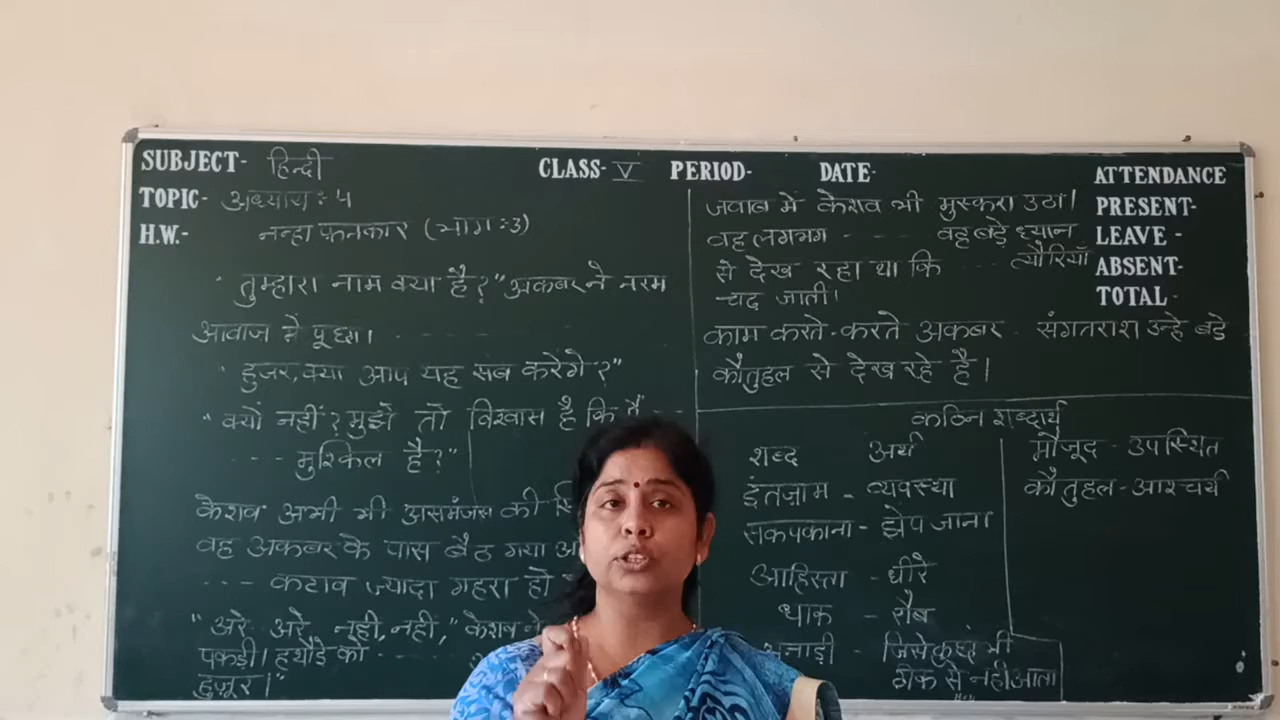 SUBJECT- हिन्दी
CLASS- V PERIOD- DATE-
TOPIC- अध्याय : 4
H.W.- नन्हा फ़नकार (भाग :3)
"तुम्हारा नाम क्या है?" अकबर ने नरम
आवाज में पूछा। - - - - - -
"हुजर, क्या आप यह सब करेंगे?"
"क्यों नहीं? मुझे तो विश्वास है कि
- - - - मुश्किल है?"
केशव अभी भी असमंजस की
वह अकबर के पास बैठ गया
- - - - कटाव ज्यादा गहरा हो
"अरे अरे, नही, नही," केशव ने
पकड़ी। हथौड़े को - - - - -
हुज़ूर।"
जवाब में केशव भी मुस्करा उठा।
वह लगभग - - - - वह बड़े ध्यान
से देख रहा था कि - - - त्यौरियाँ
चढ़ जाती।
काम करते-करते अकबर - - संगतराश उन्हे बड़े
कौतुहल से देख रहे है।
ATTENDANCE
PRESENT-
LEAVE -
ABSENT-
TOTAL -
कठिन शब्दार्थ
शब्द अर्थ
इंतज़ाम - व्यवस्था
सकपकाना - झेप जाना
आहिस्ता - धीरे
धाक - रौब
अनाड़ी - जिसे कुछ भी
ठीक से नही आता
मौजूद - उपस्थित
कौतुहल - आश्चर्य